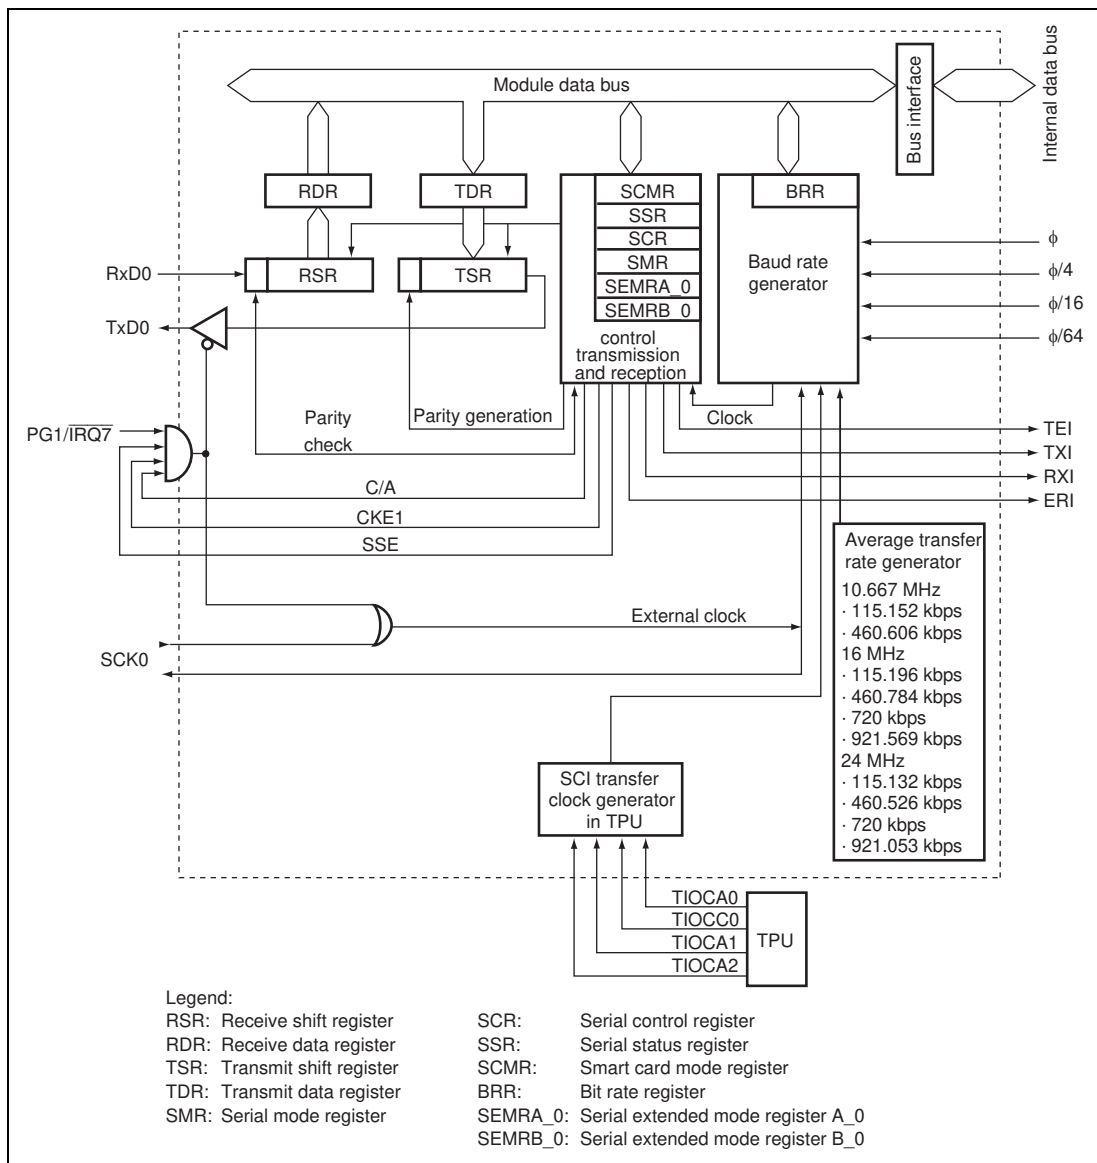 Module data bus
Bus interface
Internal data bus
RDR
TDR
SCMR
SSR
SCR
SMR
SEMRA_0
SEMRB_0
control
transmission
and reception
BRR
Baud rate
generator
φ
φ/4
φ/16
φ/64
RxD0
RSR
TSR
TxD0
PG1/IRQ7
Parity
check
Parity generation
Clock
TEI
TXI
RXI
ERI
C/A
CKE1
SSE
External clock
SCK0
Average transfer
rate generator
10.667 MHz
· 115.152 kbps
· 460.606 kbps
16 MHz
· 115.196 kbps
· 460.784 kbps
· 720 kbps
· 921.569 kbps
24 MHz
· 115.132 kbps
· 460.526 kbps
· 720 kbps
· 921.053 kbps
SCI transfer
clock generator
in TPU
TIOCA0
TIOCC0
TIOCA1
TIOCA2
TPU
Legend:
RSR: Receive shift register
RDR: Receive data register
TSR: Transmit shift register
TDR: Transmit data register
SMR: Serial mode register
SCR: Serial control register
SSR: Serial status register
SCMR: Smart card mode register
BRR: Bit rate register
SEMRA_0: Serial extended mode register A_0
SEMRB_0: Serial extended mode register B_0